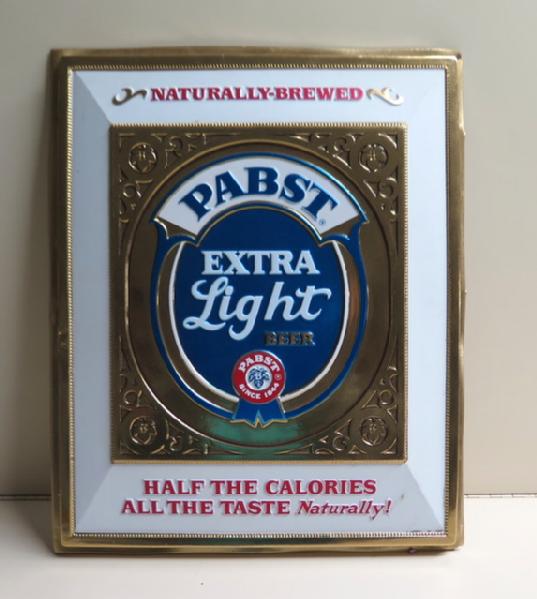 NATURALLY-BREWED
PABST®
EXTRA
Light
BEER
PABST®
SINCE 1844
HALF THE CALORIES
ALL THE TASTE Naturally!